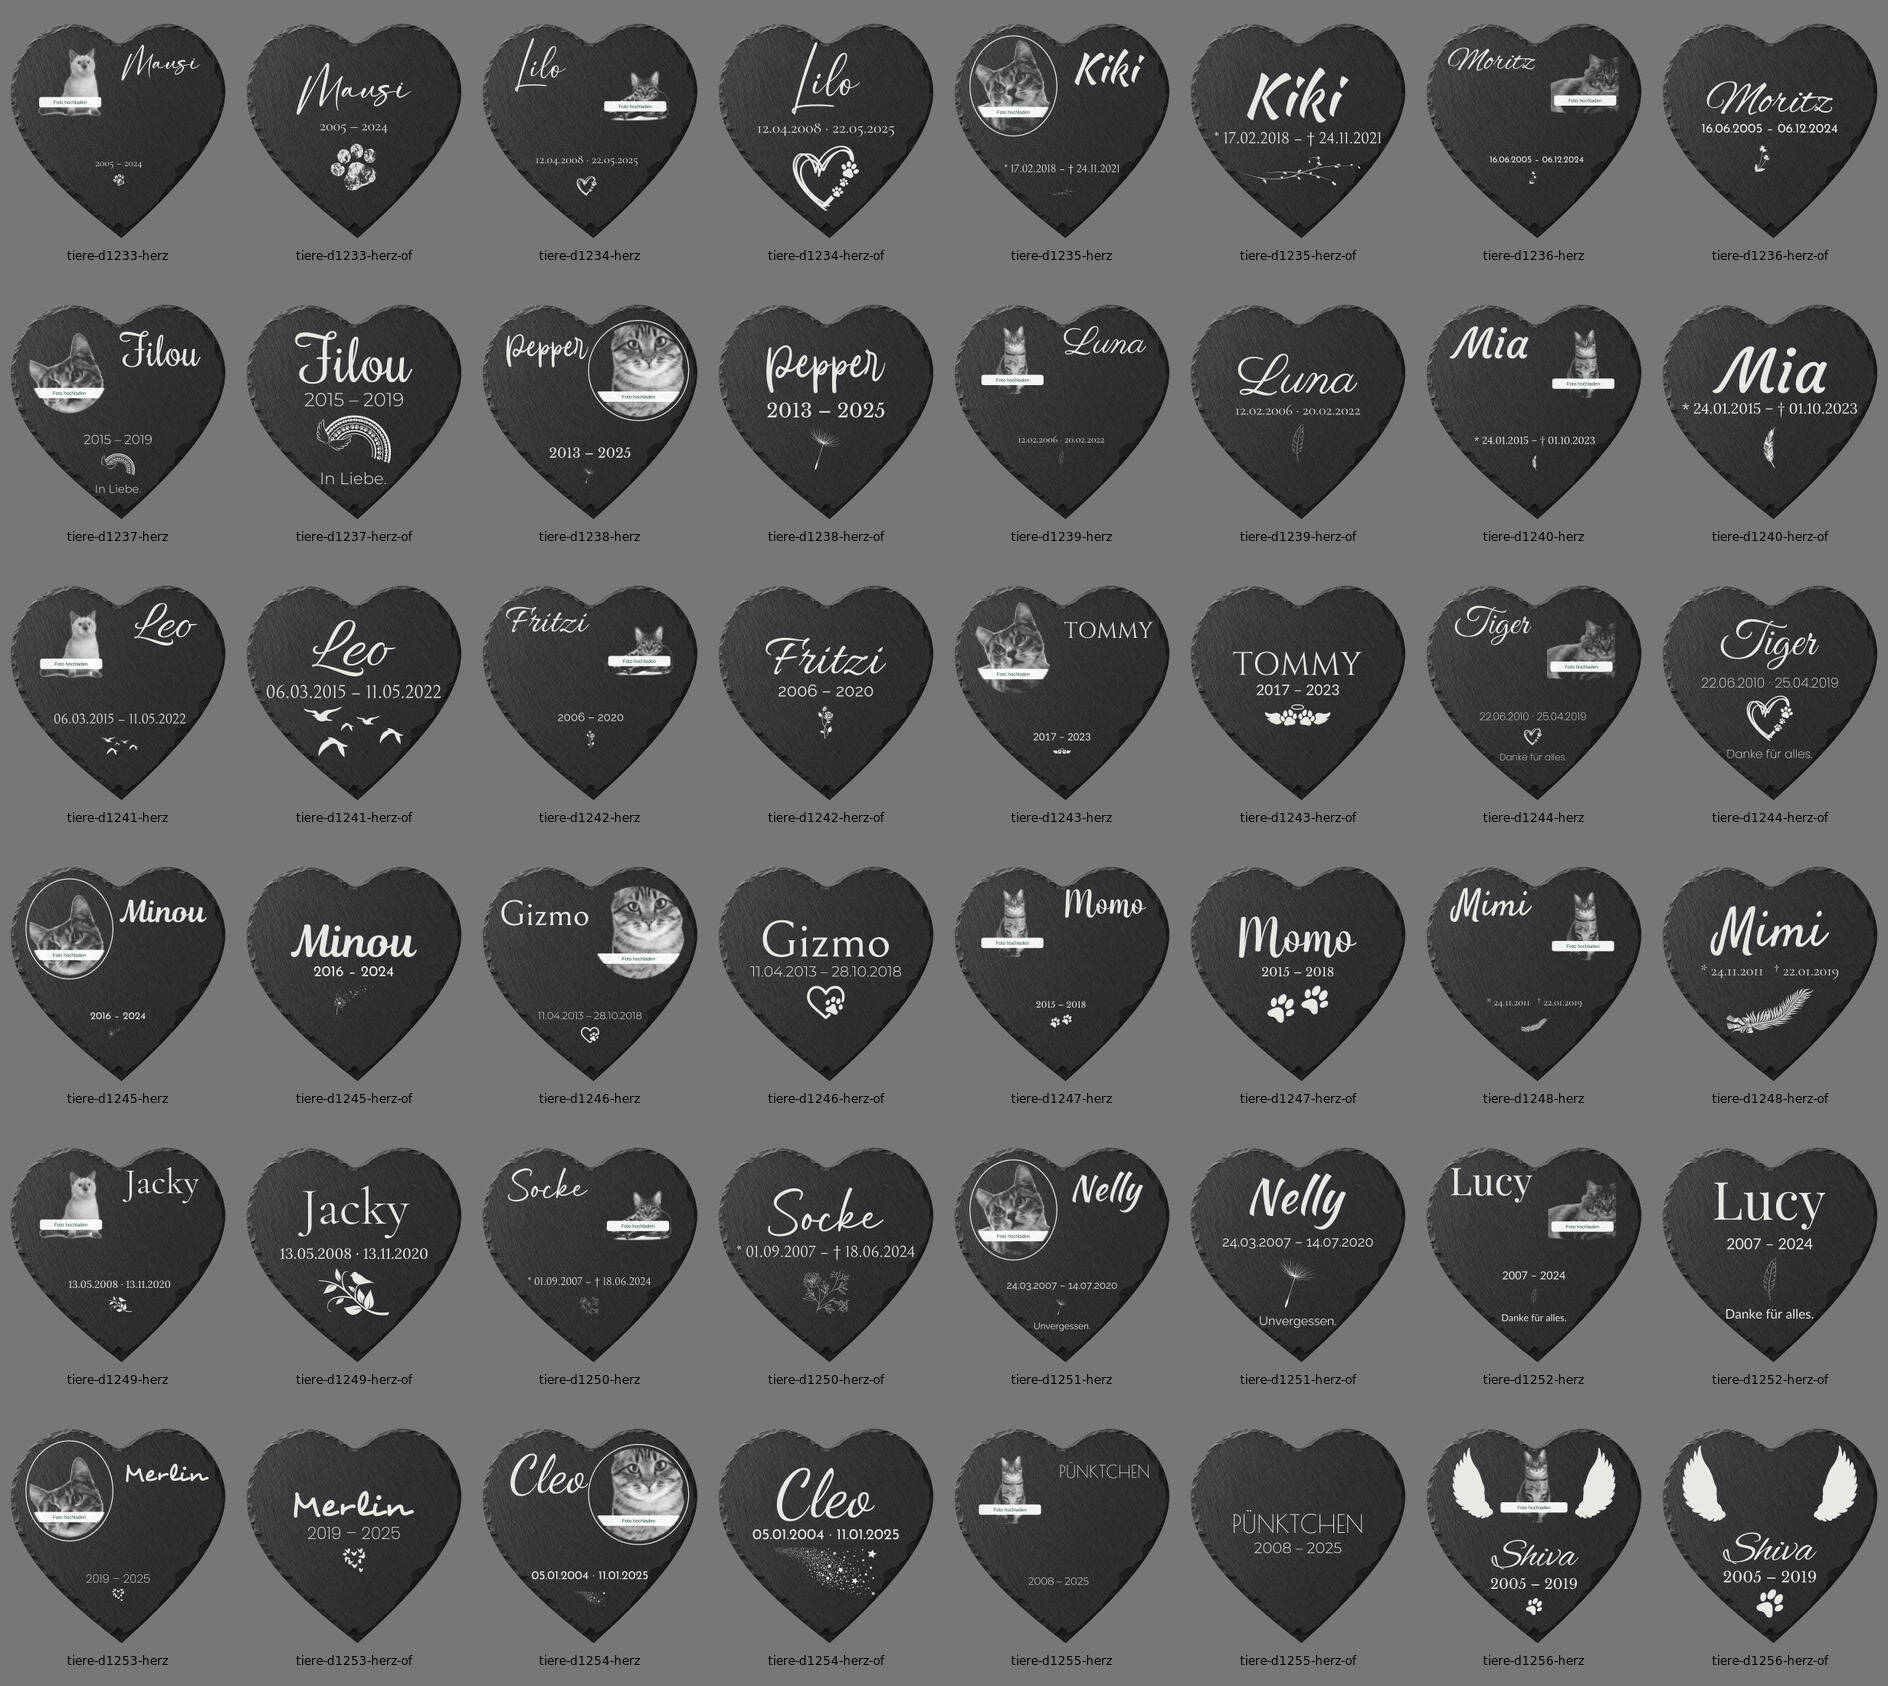 Mausi
Foto hochladen
2005 – 2024
tiere-d1233-herz
Mausi
2005 – 2024
tiere-d1233-herz-of
Lilo
Foto hochladen
12.04.2008 · 22.05.2025
tiere-d1234-herz
Lilo
12.04.2008 · 22.05.2025
tiere-d1234-herz-of
Kiki
Foto hochladen
* 17.02.2018 – † 24.11.2021
tiere-d1235-herz
Kiki
* 17.02.2018 – † 24.11.2021
tiere-d1235-herz-of
Moritz
Foto hochladen
16.06.2005 – 06.12.2024
tiere-d1236-herz
Moritz
16.06.2005 – 06.12.2024
tiere-d1236-herz-of
Filou
Foto hochladen
2015 – 2019
In Liebe.
tiere-d1237-herz
Filou
2015 – 2019
In Liebe.
tiere-d1237-herz-of
Pepper
Foto hochladen
2013 – 2025
tiere-d1238-herz
Pepper
2013 – 2025
tiere-d1238-herz-of
Luna
Foto hochladen
12.02.2006 · 20.02.2022
tiere-d1239-herz
Luna
12.02.2006 · 20.02.2022
tiere-d1239-herz-of
Mia
Foto hochladen
* 24.01.2015 – † 01.10.2023
tiere-d1240-herz
Mia
* 24.01.2015 – † 01.10.2023
tiere-d1240-herz-of
Leo
Foto hochladen
06.03.2015 – 11.05.2022
tiere-d1241-herz
Leo
06.03.2015 – 11.05.2022
tiere-d1241-herz-of
Fritzi
Foto hochladen
2006 – 2020
tiere-d1242-herz
Fritzi
2006 – 2020
tiere-d1242-herz-of
TOMMY
Foto hochladen
2017 – 2023
tiere-d1243-herz
TOMMY
2017 – 2023
tiere-d1243-herz-of
Tiger
Foto hochladen
22.06.2010 · 25.04.2019
Danke für alles.
tiere-d1244-herz
Tiger
22.06.2010 · 25.04.2019
Danke für alles.
tiere-d1244-herz-of
Minou
Foto hochladen
2016 – 2024
tiere-d1245-herz
Minou
2016 – 2024
tiere-d1245-herz-of
Gizmo
Foto hochladen
11.04.2013 – 28.10.2018
tiere-d1246-herz
Gizmo
11.04.2013 – 28.10.2018
tiere-d1246-herz-of
Momo
Foto hochladen
2015 – 2018
tiere-d1247-herz
Momo
2015 – 2018
tiere-d1247-herz-of
Mimi
Foto hochladen
* 24.11.2011 † 22.01.2019
tiere-d1248-herz
Mimi
* 24.11.2011 † 22.01.2019
tiere-d1248-herz-of
Jacky
Foto hochladen
13.05.2008 · 13.11.2020
tiere-d1249-herz
Jacky
13.05.2008 · 13.11.2020
tiere-d1249-herz-of
Socke
Foto hochladen
* 01.09.2007 – † 18.06.2024
tiere-d1250-herz
Socke
* 01.09.2007 – † 18.06.2024
tiere-d1250-herz-of
Nelly
Foto hochladen
24.03.2007 – 14.07.2020
Unvergessen.
tiere-d1251-herz
Nelly
24.03.2007 – 14.07.2020
Unvergessen.
tiere-d1251-herz-of
Lucy
Foto hochladen
2007 – 2024
Danke für alles.
tiere-d1252-herz
Lucy
2007 – 2024
Danke für alles.
tiere-d1252-herz-of
Merlin
Foto hochladen
2019 – 2025
tiere-d1253-herz
Merlin
2019 – 2025
tiere-d1253-herz-of
Cleo
Foto hochladen
05.01.2004 · 11.01.2025
tiere-d1254-herz
Cleo
05.01.2004 · 11.01.2025
tiere-d1254-herz-of
PÜNKTCHEN
Foto hochladen
2008 – 2025
tiere-d1255-herz
PÜNKTCHEN
2008 – 2025
tiere-d1255-herz-of
Foto hochladen
Shiva
2005 – 2019
tiere-d1256-herz
Shiva
2005 – 2019
tiere-d1256-herz-of